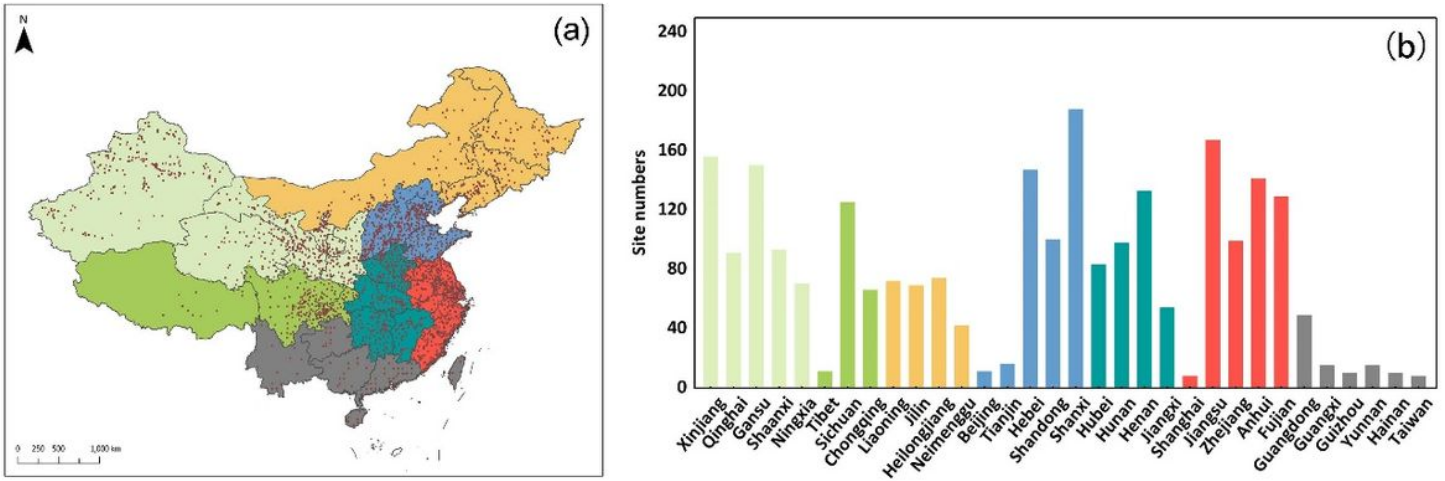 N
(a)
0 250 500 1,000 km
(b)
Site numbers
240
200
160
120
80
40
0
Xinjiang
Qinghai
Gansu
Shaanxi
Ningxia
Tibet
Sichuan
Chongqing
Liaoning
Jilin
Heilongjiang
Neimenggu
Beijing
Tianjin
Hebei
Shandong
Shanxi
Hubei
Hunan
Henan
Jiangxi
Shanghai
Jiangsu
Zhejiang
Anhui
Fujian
Guangdong
Guangxi
Guizhou
Yunnan
Hainan
Taiwan